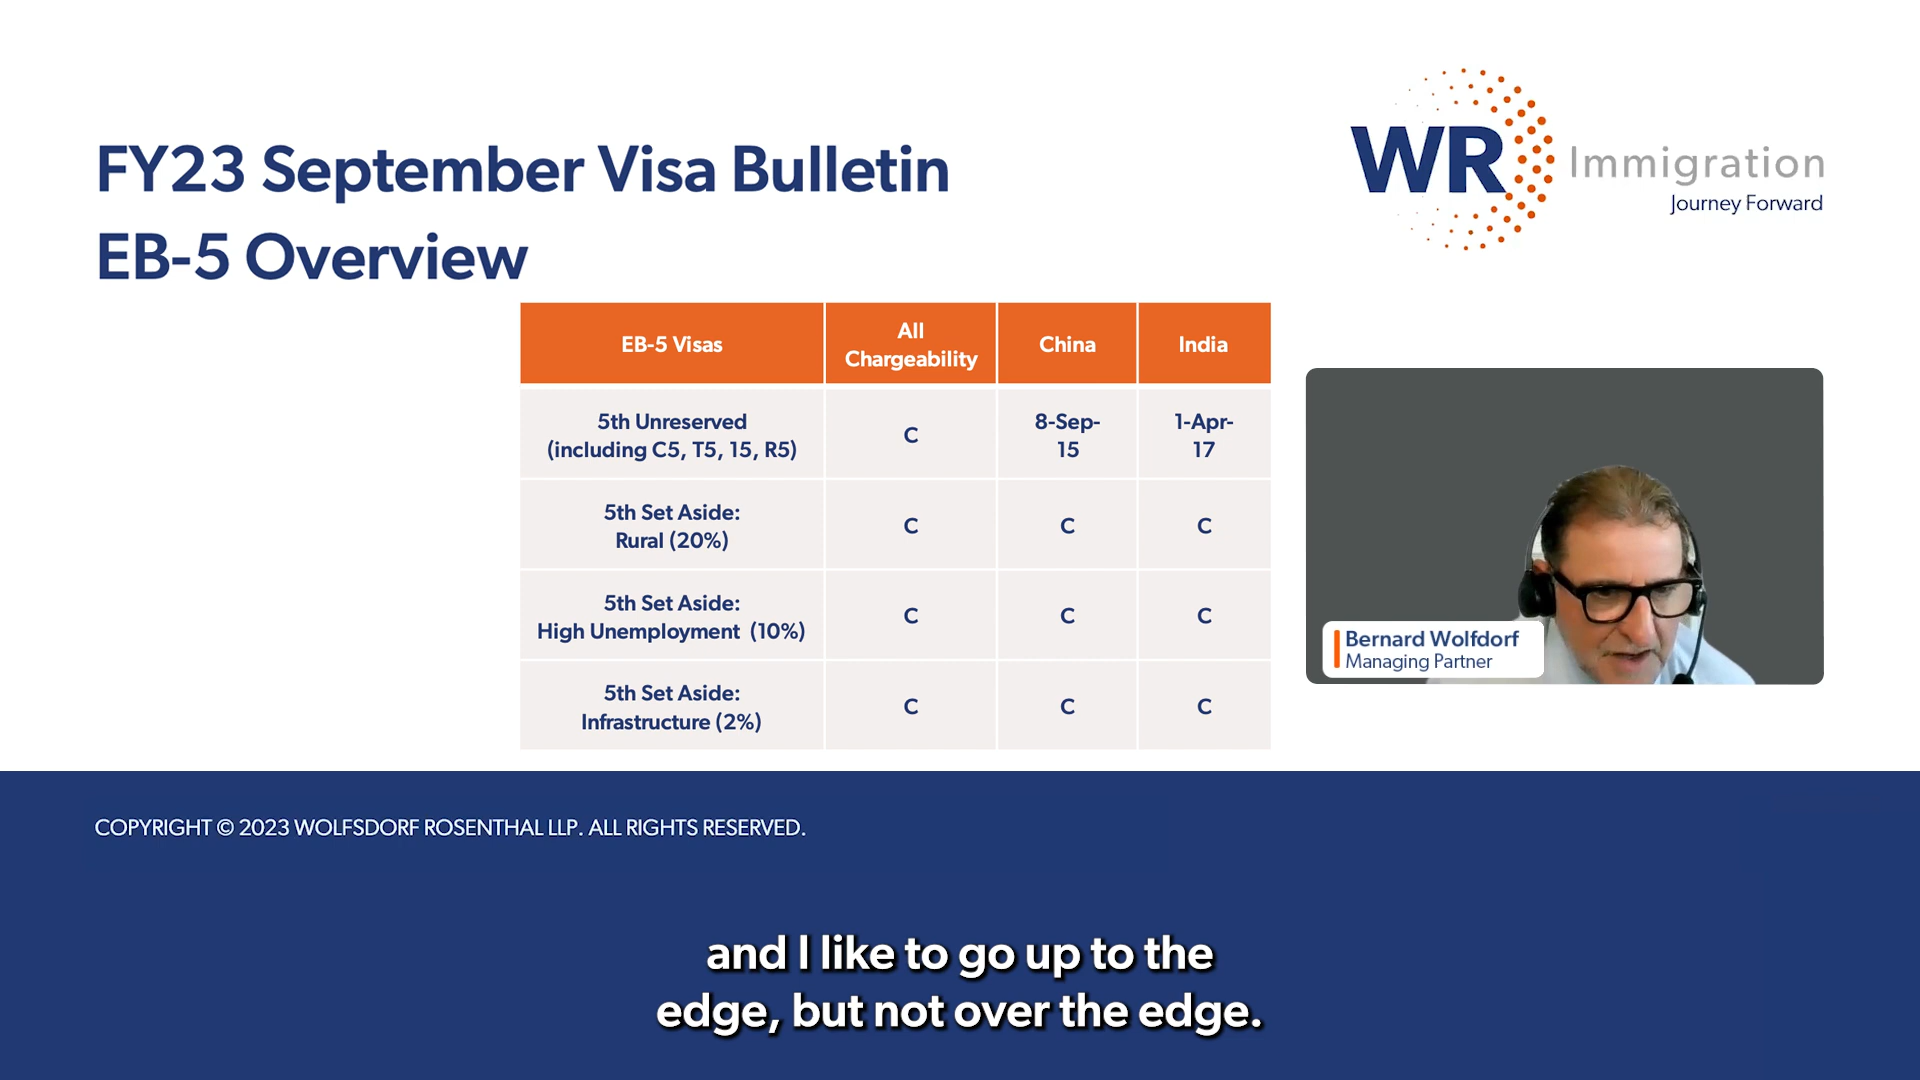 FY23 September Visa Bulletin
EB-5 Overview
WR Immigration
Journey Forward
EB-5 Visas
All
Chargeability
China
India
5th Unreserved
(including C5, T5, 15, R5)
C
8-Sep-
15
1-Apr-
17
5th Set Aside:
Rural (20%)
C
C
C
5th Set Aside:
High Unemployment (10%)
C
C
C
5th Set Aside:
Infrastructure (2%)
C
C
C
Bernard Wolfdorf
Managing Partner
COPYRIGHT © 2023 WOLFSDORF ROSENTHAL LLP. ALL RIGHTS RESERVED.
and I like to go up to the
edge, but not over the edge.